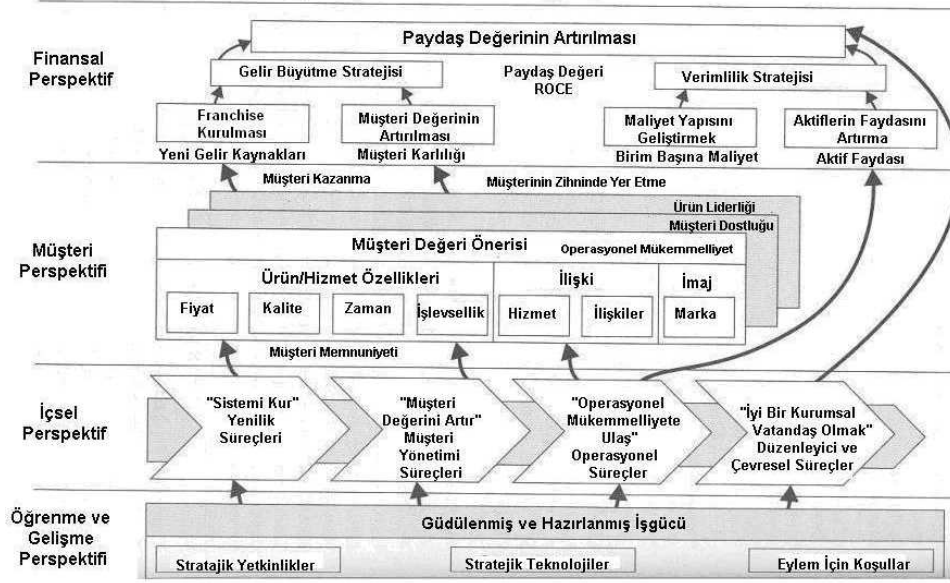 Finansal
Perspektif
Paydaş Değerinin Artırılması
Gelir Büyütme Stratejisi
Paydaş Değeri
ROCE
Verimlilik Stratejisi
Franchise
Kurulması
Müşteri Değerinin
Artırılması
Maliyet Yapısını
Geliştirmek
Aktiflerin Faydasını
Artırma
Yeni Gelir Kaynakları
Müşteri Karlılığı
Birim Başına Maliyet
Aktif Faydası
Müşteri
Perspektifi
Müşteri Kazanma
Müşterinin Zihninde Yer Etme
Ürün Liderliği
Müşteri Dostluğu
Müşteri Değeri Önerisi
Operasyonel Mükemmelliyet
Ürün/Hizmet Özellikleri
İlişki
İmaj
Fiyat
Kalite
Zaman
İşlevsellik
Hizmet
İlişkiler
Marka
Müşteri Memnuniyeti
İçsel
Perspektif
"Sistemi Kur"
Yenilik
Süreçleri
"Müşteri
Değerini Artır"
Müşteri
Yönetimi
Süreçleri
"Operasyonel
Mükemmelliyete
Ulaş"
Operasyonel
Süreçler
"İyi Bir Kurumsal
Vatandaş Olmak"
Düzenleyici ve
Çevresel Süreçler
Öğrenme ve
Gelişme
Perspektifi
Güdülenmiş ve Hazırlanmış İşgücü
Stratajik Yetkinlikler
Stratejik Teknolojiler
Eylem İçin Koşullar